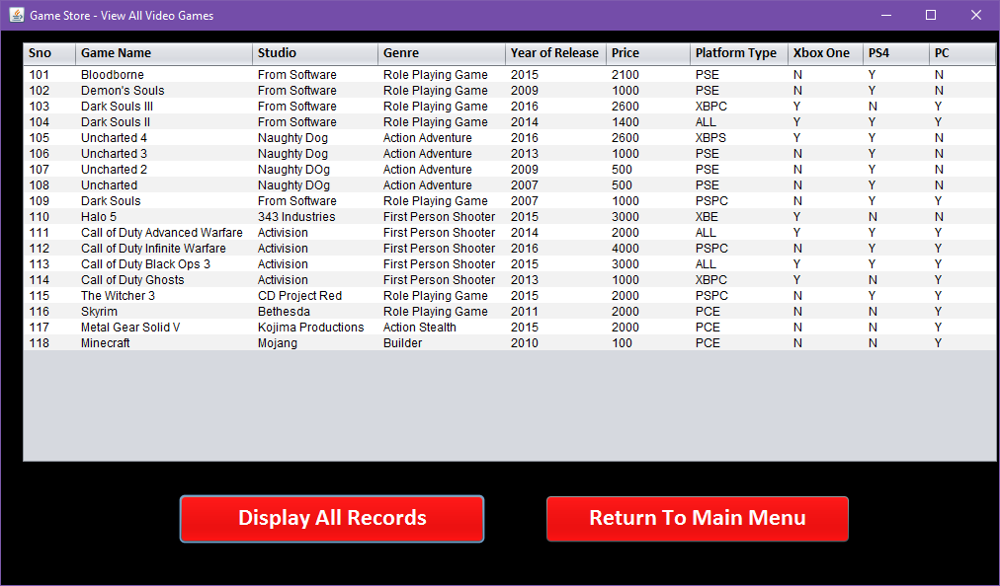 Game Store - View All Video Games
Sno Game Name Studio Genre Year of Release Price Platform Type Xbox One PS4 PC
101 Bloodborne From Software Role Playing Game 2015 2100 PSE N Y N
102 Demon's Souls From Software Role Playing Game 2009 1000 PSE N Y N
103 Dark Souls III From Software Role Playing Game 2016 2600 XBPC Y N Y
104 Dark Souls II From Software Role Playing Game 2014 1400 ALL Y Y Y
105 Uncharted 4 Naughty Dog Action Adventure 2016 2600 XBPS Y Y N
106 Uncharted 3 Naughty Dog Action Adventure 2013 1000 PSE N Y N
107 Uncharted 2 Naughty DOg Action Adventure 2009 500 PSE N Y N
108 Uncharted Naughty DOg Action Adventure 2007 500 PSE N Y N
109 Dark Souls From Software Role Playing Game 2007 1000 PSPC N Y Y
110 Halo 5 343 Industries First Person Shooter 2015 3000 XBE Y N N
111 Call of Duty Advanced Warfare Activision First Person Shooter 2014 2000 ALL Y Y Y
112 Call of Duty Infinite Warfare Activision First Person Shooter 2016 4000 PSPC N Y Y
113 Call of Duty Black Ops 3 Activision First Person Shooter 2015 3000 ALL Y Y Y
114 Call of Duty Ghosts Activision First Person Shooter 2013 1000 XBPC Y N Y
115 The Witcher 3 CD Project Red Role Playing Game 2015 2000 PSPC N Y Y
116 Skyrim Bethesda Role Playing Game 2011 2000 PCE N N Y
117 Metal Gear Solid V Kojima Productions Action Stealth 2015 2000 PCE N N Y
118 Minecraft Mojang Builder 2010 100 PCE N N Y
Display All Records Return To Main Menu